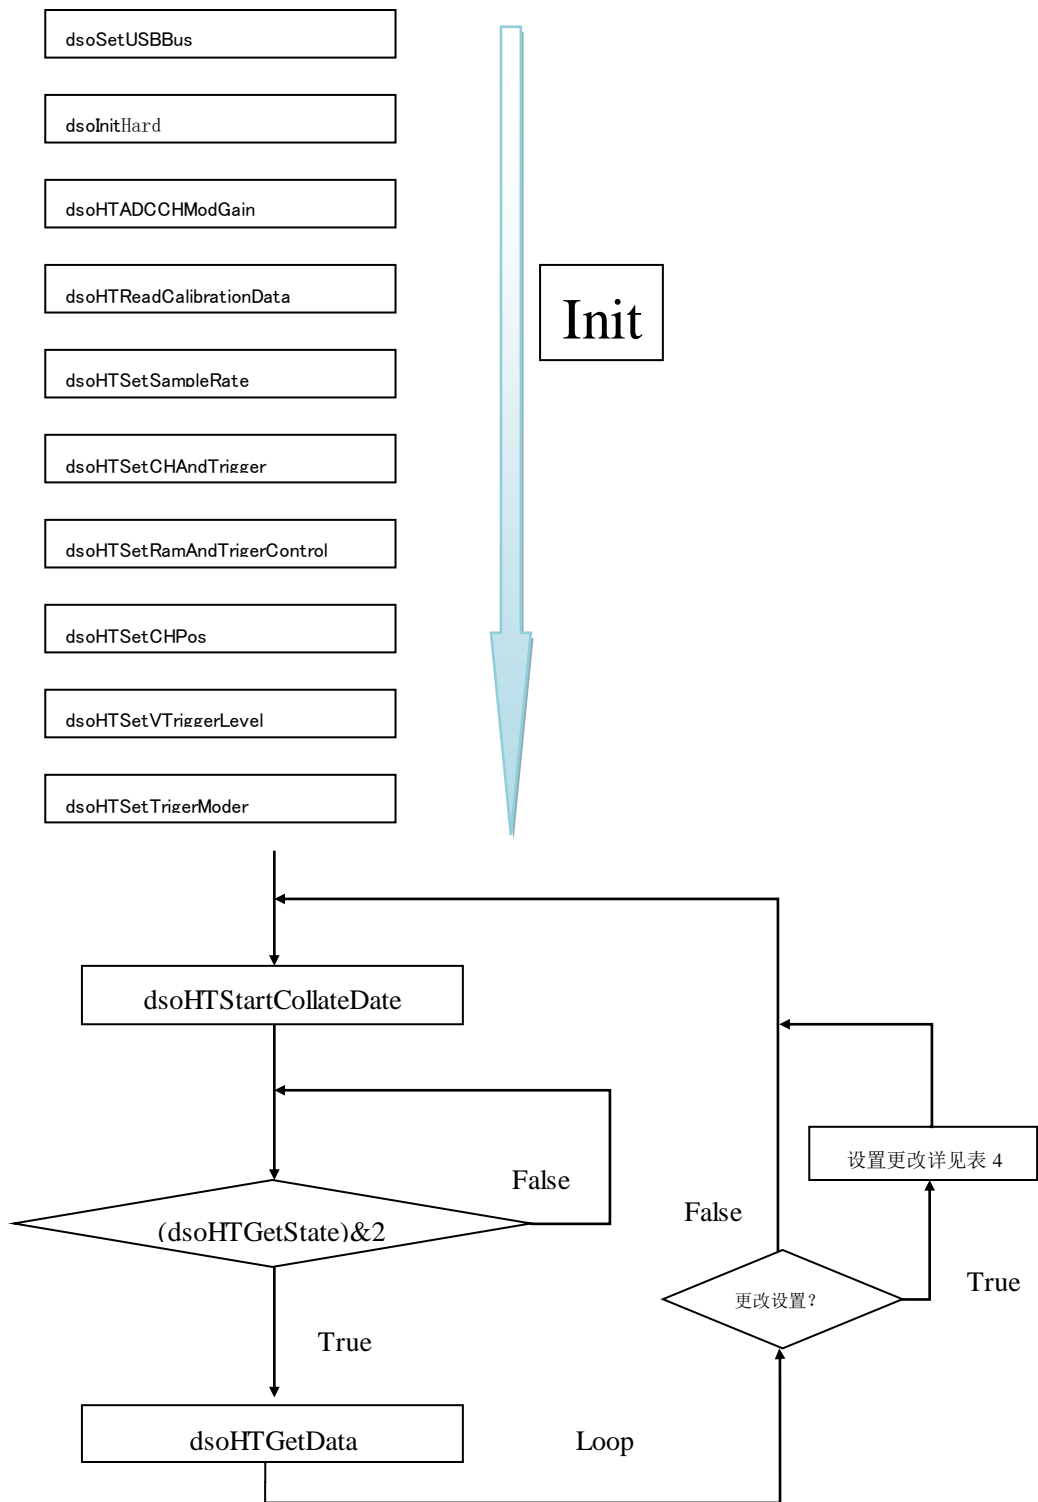 dsoSetUSBBus
dsoInitHard
dsoHTADCCHModGain
dsoHTReadCalibrationData
Init
dsoHTSetSampleRate
dsoHTSetCHAndTrigger
dsoHTSetRamAndTrigerControl
dsoHTSetCHPos
dsoHTSetVTriggerLevel
dsoHTSetTrigerModer
dsoHTStartCollateDate
设置更改详见表 4
False
(dsoHTGetState)&2
False
更改设置?
True
True
dsoHTGetData
Loop